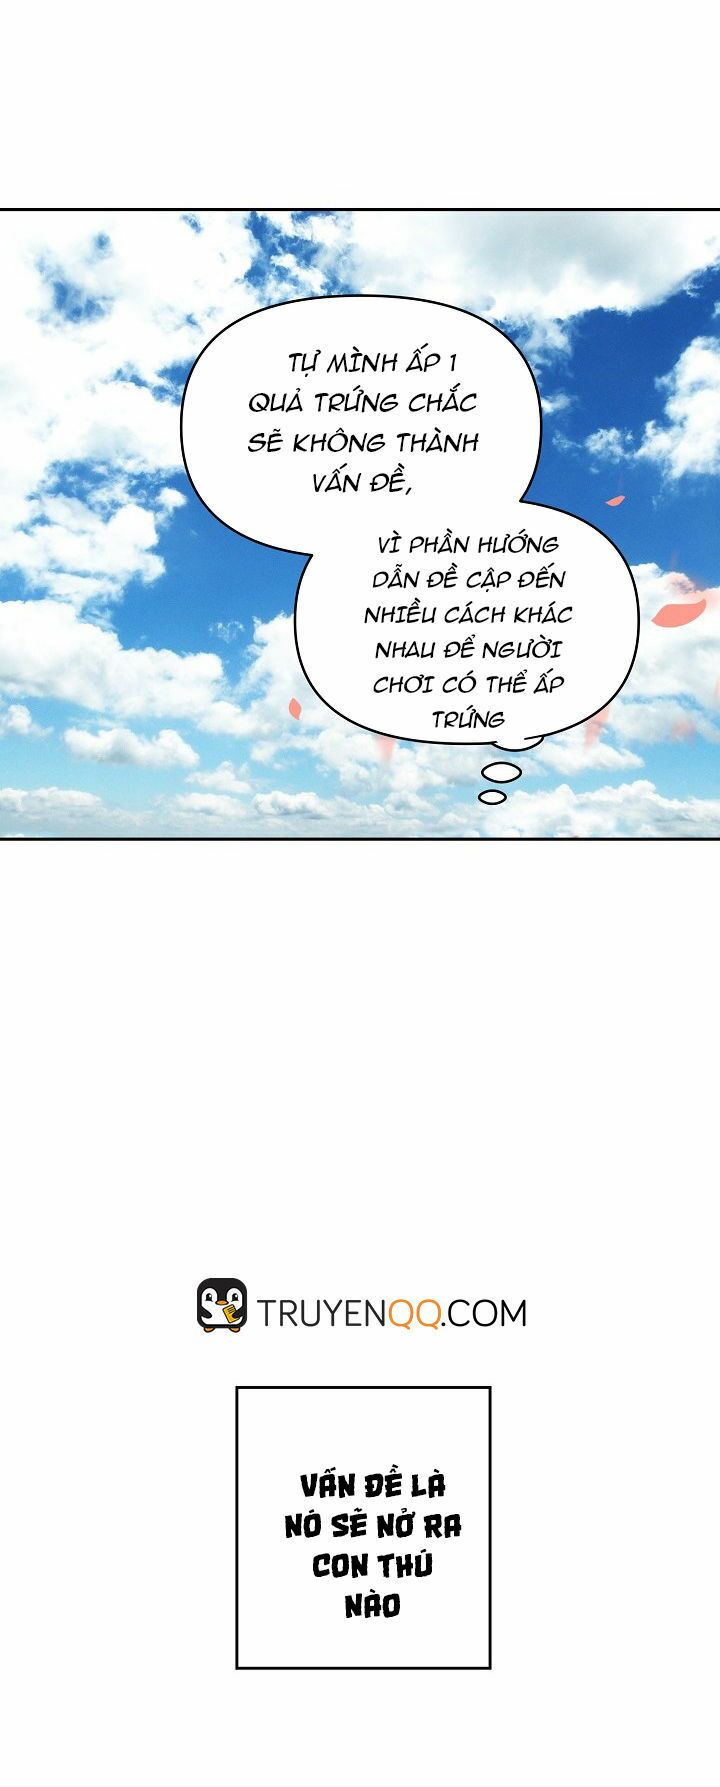 TỰ MÌNH ẤP 1
QUẢ TRỨNG CHẮC
SẼ KHÔNG THÀNH
VẤN ĐỀ,
VÌ PHẦN HƯỚNG
DẪN ĐỀ CẬP ĐẾN
NHIỀU CÁCH KHÁC
NHAU ĐỂ NGƯỜI
CHƠI CÓ THỂ ẤP
TRỨNG
TRUYENQQ.COM
VẤN ĐỀ LÀ
NÓ SẼ NỞ RA
CON THÚ
NÀO